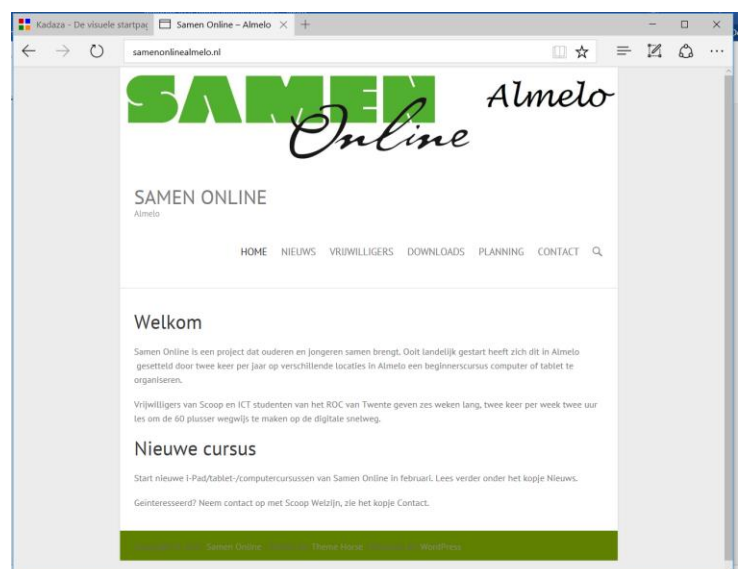 Kadaza - De visuele startpag
Samen Online – Almelo
samenonlinealmelo.nl
SAMEN
Online
Almelo
SAMEN ONLINE
Almelo
HOME NIEUWS VRIJWILLIGERS DOWNLOADS PLANNING CONTACT
Welkom
Samen Online is een project dat ouderen en jongeren samen brengt. Ooit landelijk gestart heeft zich dit in Almelo
gesetteld door twee keer per jaar op verschillende locaties in Almelo een beginnerscursus computer of tablet te
organiseren.
Vrijwilligers van Scoop en ICT studenten van het ROC van Twente geven zes weken lang, twee keer per week twee uur
les om de 60 plusser wegwijs te maken op de digitale snelweg.
Nieuwe cursus
Start nieuwe i-Pad/tablet-/computercursussen van Samen Online in februari. Lees verder onder het kopje Nieuws.
Geïnteresseerd? Neem contact op met Scoop Welzijn, zie het kopje Contact.
Samen Online Theme Horse WordPress